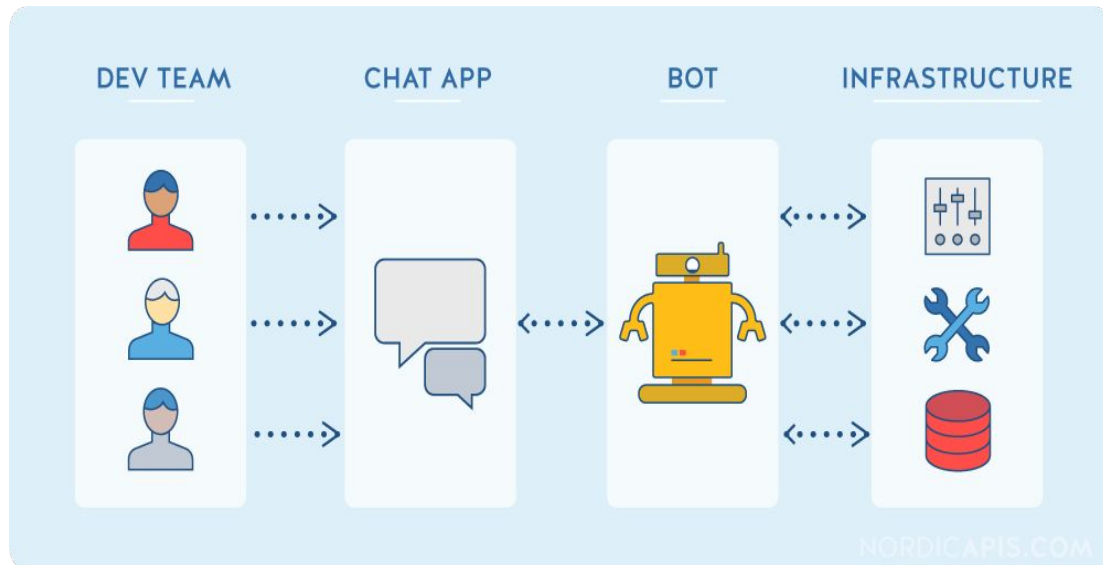 DEV TEAM
CHAT APP
BOT
INFRASTRUCTURE
NORDICAPIS.COM